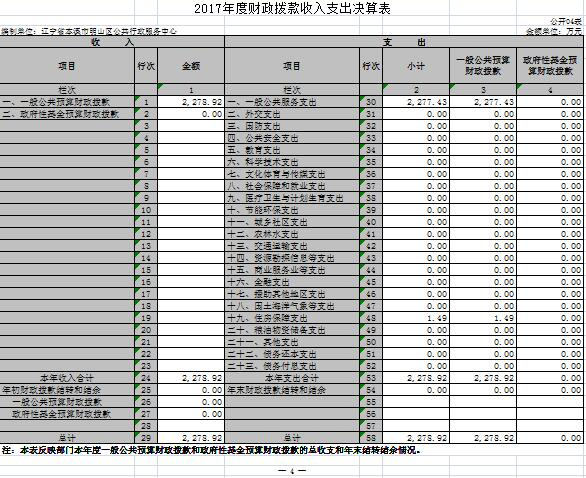 2017年度财政拨款收入支出决算表
公开04表
编制单位：辽宁省本溪市明山区公共行政服务中心 金额单位：万元
收 入 支 出
项目 行次 金额 项目 行次 小计 一般公共预算财政拨款 政府性基金预算财政拨款
栏次 1 栏次 2 3 4
一、一般公共预算财政拨款 1 2,278.92 一、一般公共服务支出 30 2,277.43 2,277.43 0.00
二、政府性基金预算财政拨款 2 0.00 二、外交支出 31 0.00 0.00 0.00
3 三、国防支出 32 0.00 0.00 0.00
4 四、公共安全支出 33 0.00 0.00 0.00
5 五、教育支出 34 0.00 0.00 0.00
6 六、科学技术支出 35 0.00 0.00 0.00
7 七、文化体育与传媒支出 36 0.00 0.00 0.00
8 八、社会保障和就业支出 37 0.00 0.00 0.00
9 九、医疗卫生与计划生育支出 38 0.00 0.00 0.00
10 十、节能环保支出 39 0.00 0.00 0.00
11 十一、城乡社区支出 40 0.00 0.00 0.00
12 十二、农林水支出 41 0.00 0.00 0.00
13 十三、交通运输支出 42 0.00 0.00 0.00
14 十四、资源勘探信息等支出 43 0.00 0.00 0.00
15 十五、商业服务业等支出 44 0.00 0.00 0.00
16 十六、金融支出 45 0.00 0.00 0.00
17 十七、援助其他地区支出 46 0.00 0.00 0.00
18 十八、国土海洋气象等支出 47 0.00 0.00 0.00
19 十九、住房保障支出 48 1.49 1.49 0.00
20 二十、粮油物资储备支出 49 0.00 0.00 0.00
21 二十一、其他支出 50 0.00 0.00 0.00
22 二十二、债务还本支出 51 0.00 0.00 0.00
23 二十三、债务付息支出 52 0.00 0.00 0.00
本年收入合计 24 2,278.92 本年支出合计 53 2,278.92 2,278.92 0.00
年初财政拨款结转和结余 25 0.00 年末财政拨款结转和结余 54 0.00 0.00 0.00
一般公共预算财政拨款 26 0.00 55
政府性基金预算财政拨款 27 0.00 56
28 57
总计 29 2,278.92 总计 58 2,278.92 2,278.92 0.00
注：本表反映部门本年度一般公共预算财政拨款和政府性基金预算财政拨款的总收支和年末结转结余情况。
— 4 —